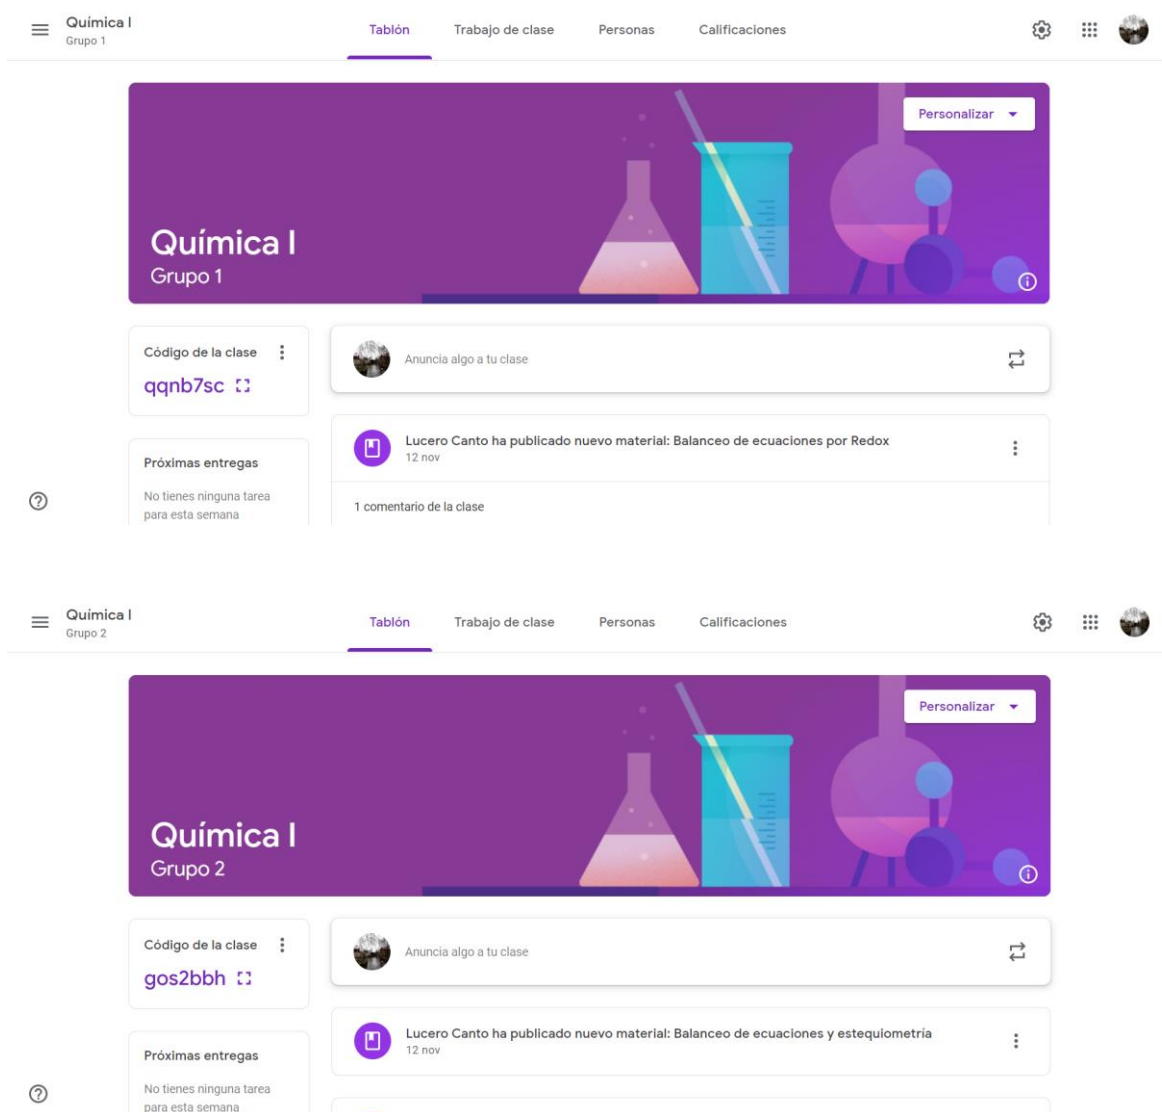 Química I
Grupo 1
Tablón
Trabajo de clase
Personas
Calificaciones
Personalizar
Química I
Grupo 1
Código de la clase
qqnb7sc
Anuncia algo a tu clase
Lucero Canto ha publicado nuevo material: Balanceo de ecuaciones por Redox
12 nov
Próximas entregas
No tienes ninguna tarea
para esta semana
1 comentario de la clase
Química I
Grupo 2
Tablón
Trabajo de clase
Personas
Calificaciones
Personalizar
Química I
Grupo 2
Código de la clase
gos2bbh
Anuncia algo a tu clase
Lucero Canto ha publicado nuevo material: Balanceo de ecuaciones y estequiometría
12 nov
Próximas entregas
No tienes ninguna tarea
para esta semana